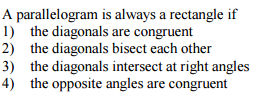 A parallelogram is always a rectangle if
1) the diagonals are congruent
2) the diagonals bisect each other
3) the diagonals intersect at right angles
4) the opposite angles are congruent